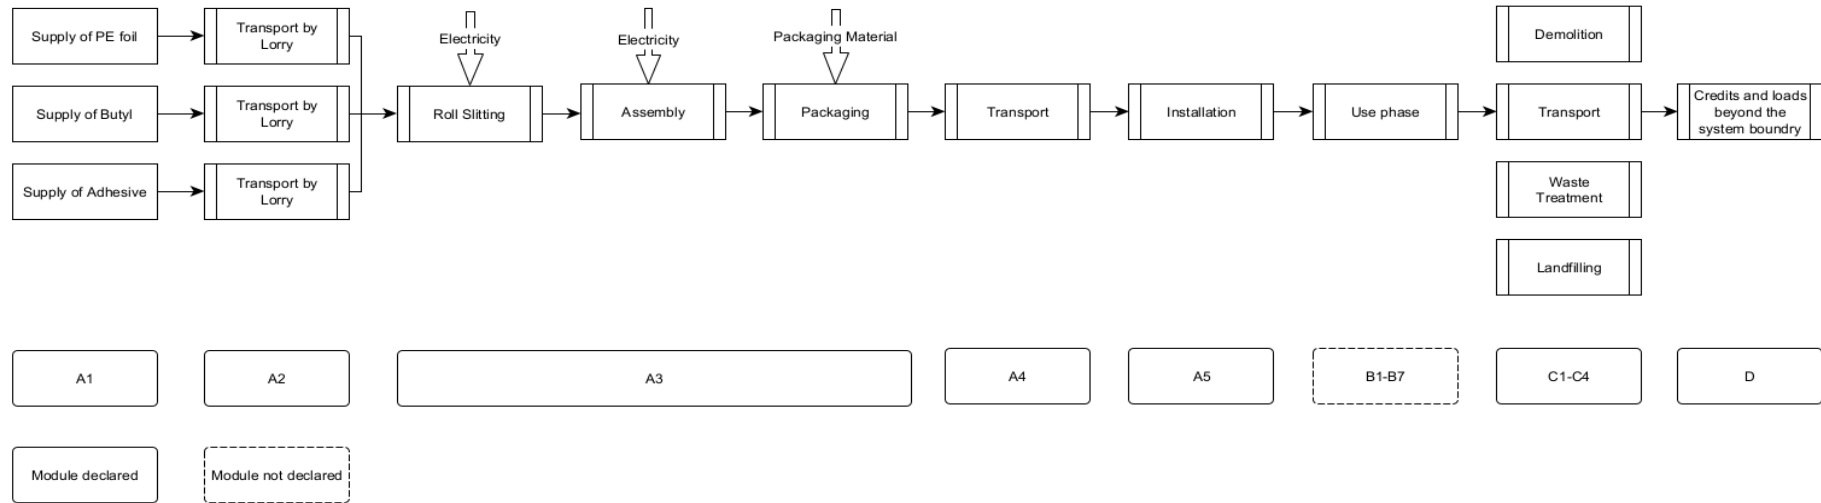 Supply of PE foil
Transport by
Lorry
Electricity
Electricity
Packaging Material
Demolition
Supply of Butyl
Transport by
Lorry
Roll Slitting
Assembly
Packaging
Transport
Installation
Use phase
Transport
Credits and loads
beyond the
system boundry
Supply of Adhesive
Transport by
Lorry
Waste
Treatment
Landfilling
A1
A2
A3
A4
A5
B1-B7
C1-C4
D
Module declared
Module not declared